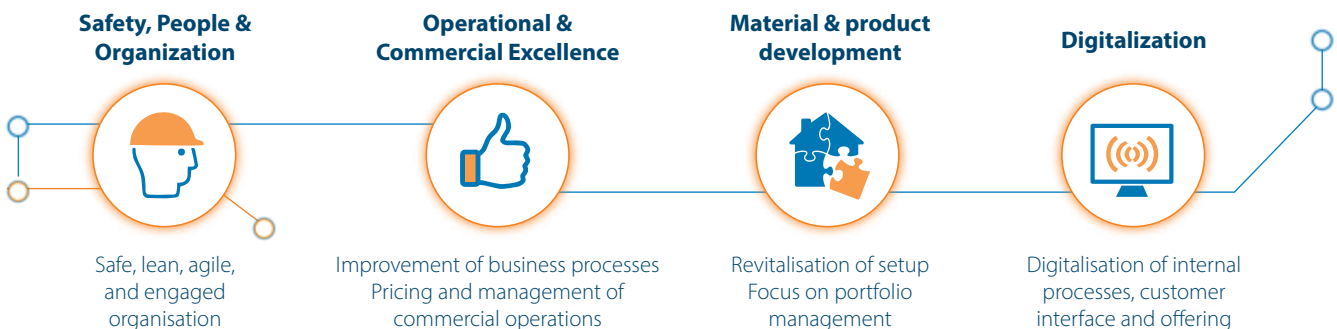 Safety, People &
Organization
Safe, lean, agile,
and engaged
organisation
Operational &
Commercial Excellence
Improvement of business processes
Pricing and management of
commercial operations
Material & product
development
Revitalisation of setup
Focus on portfolio
management
Digitalization
Digitalisation of internal
processes, customer
interface and offering